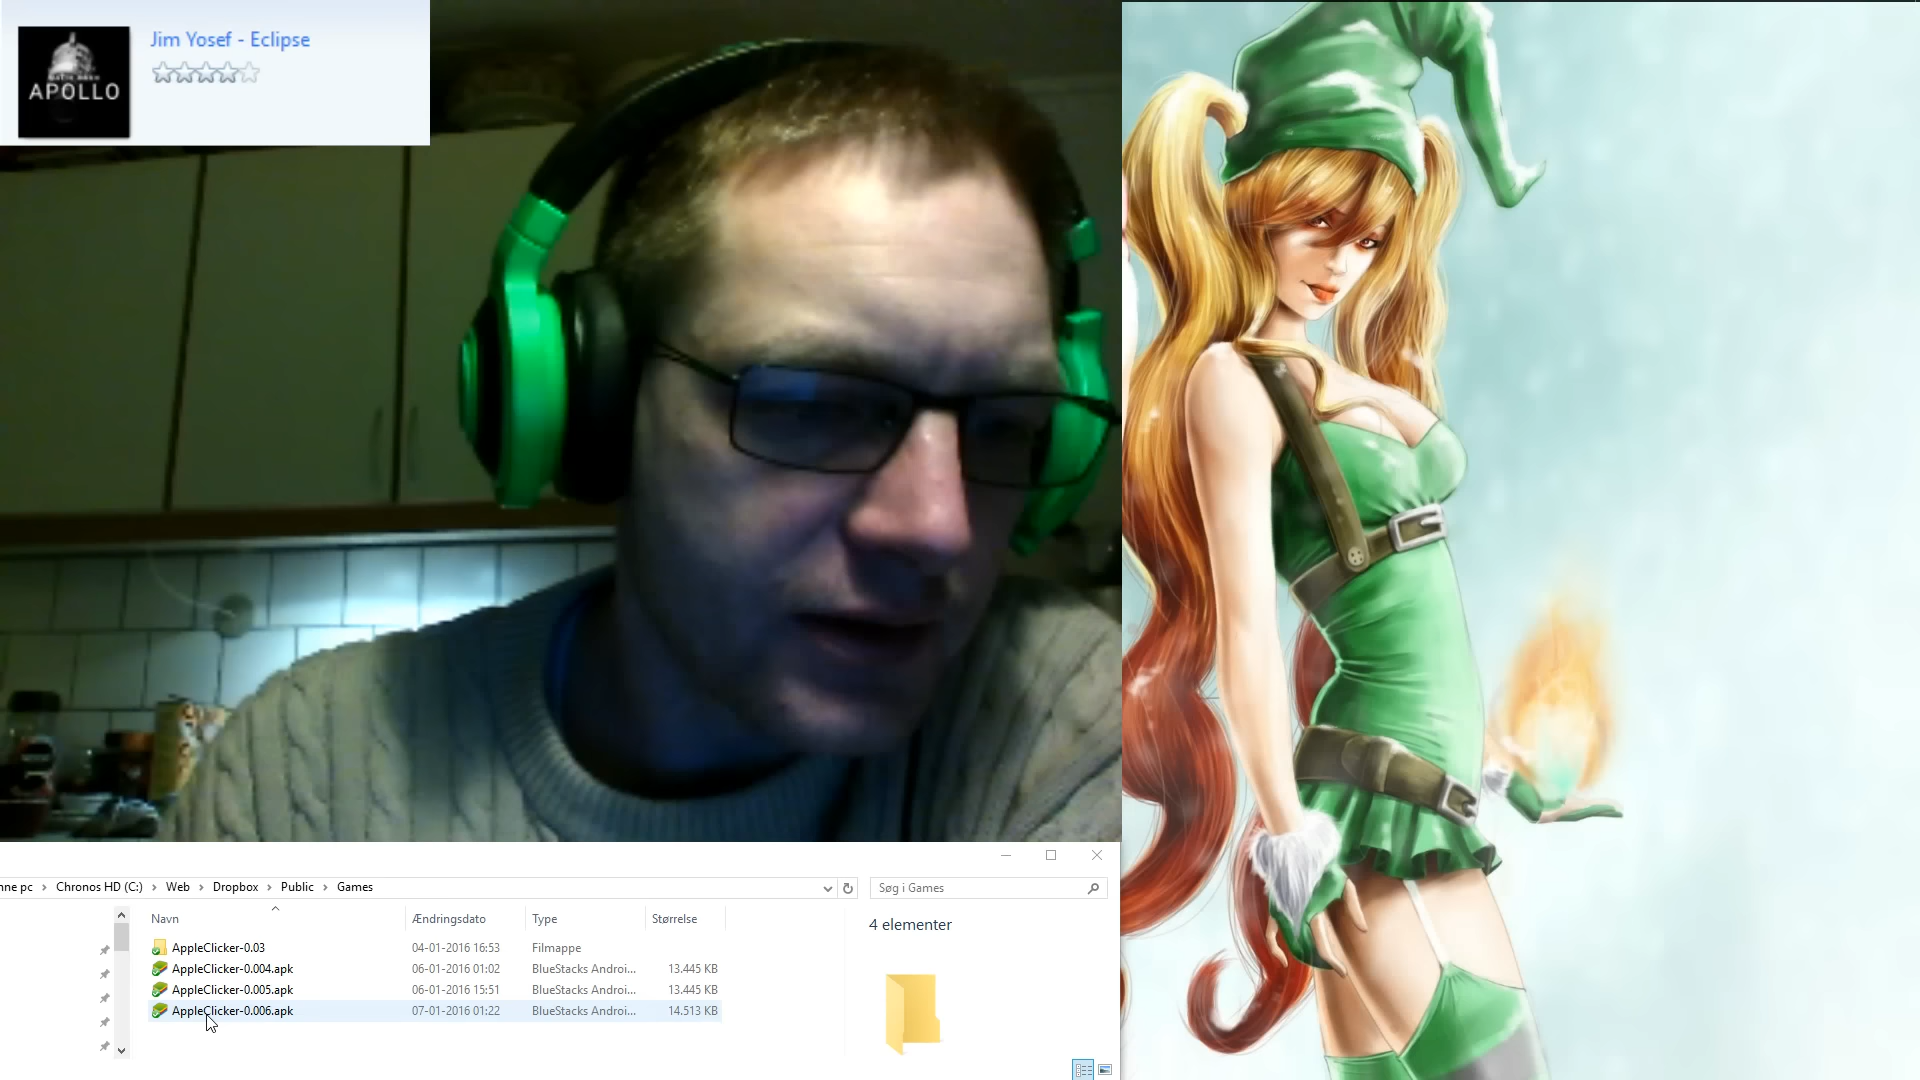 Jim Yosef - Eclipse
APOLLO
nne pc > Chronos HD (C:) > Web > Dropbox > Public > Games
Søg i Games
Navn Ændringsdato Type Størrelse
4 elementer
AppleClicker-0.03 04-01-2016 16:53 Filmappe
AppleClicker-0.004.apk 06-01-2016 01:02 BlueStacks Androi... 13.445 KB
AppleClicker-0.005.apk 06-01-2016 15:51 BlueStacks Androi... 13.445 KB
AppleClicker-0.006.apk 07-01-2016 01:22 BlueStacks Androi... 14.513 KB